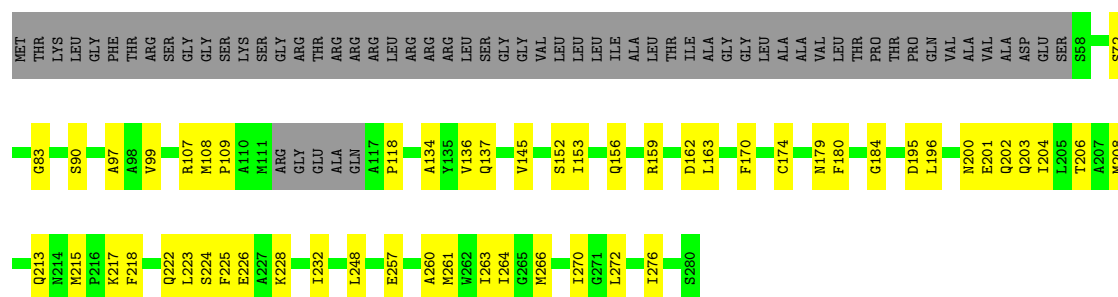 MET THR LYS LEU GLY PHE THR ARG SER GLY GLY SER LYS SER GLY ARG THR ARG ARG ARG LEU ARG ARG ARG LEU SER GLY GLY VAL LEU LEU LEU ILE ALA LEU THR ILE ALA GLY GLY LEU ALA ALA VAL LEU THR PRO THR PRO GLN VAL ALA VAL ALA ASP GLU SER S58 S72
G83 S90 A97 A98 V99 R107 M108 P109 A110 M111 ARG GLY GLU ALA GLN A117 P118 A134 Y135 V136 Q137 V145 S152 I153 Q156 R159 D162 L163 F170 C174 N179 F180 G184 D195 L196 N200 E201 Q202 Q203 I204 L205 T206 A207 M208
Q213 N214 M215 P216 K217 F218 Q222 L223 S224 F225 E226 A227 K228 I232 L248 E257 A260 M261 W262 I263 I264 G265 M266 I270 G271 L272 I276 S280